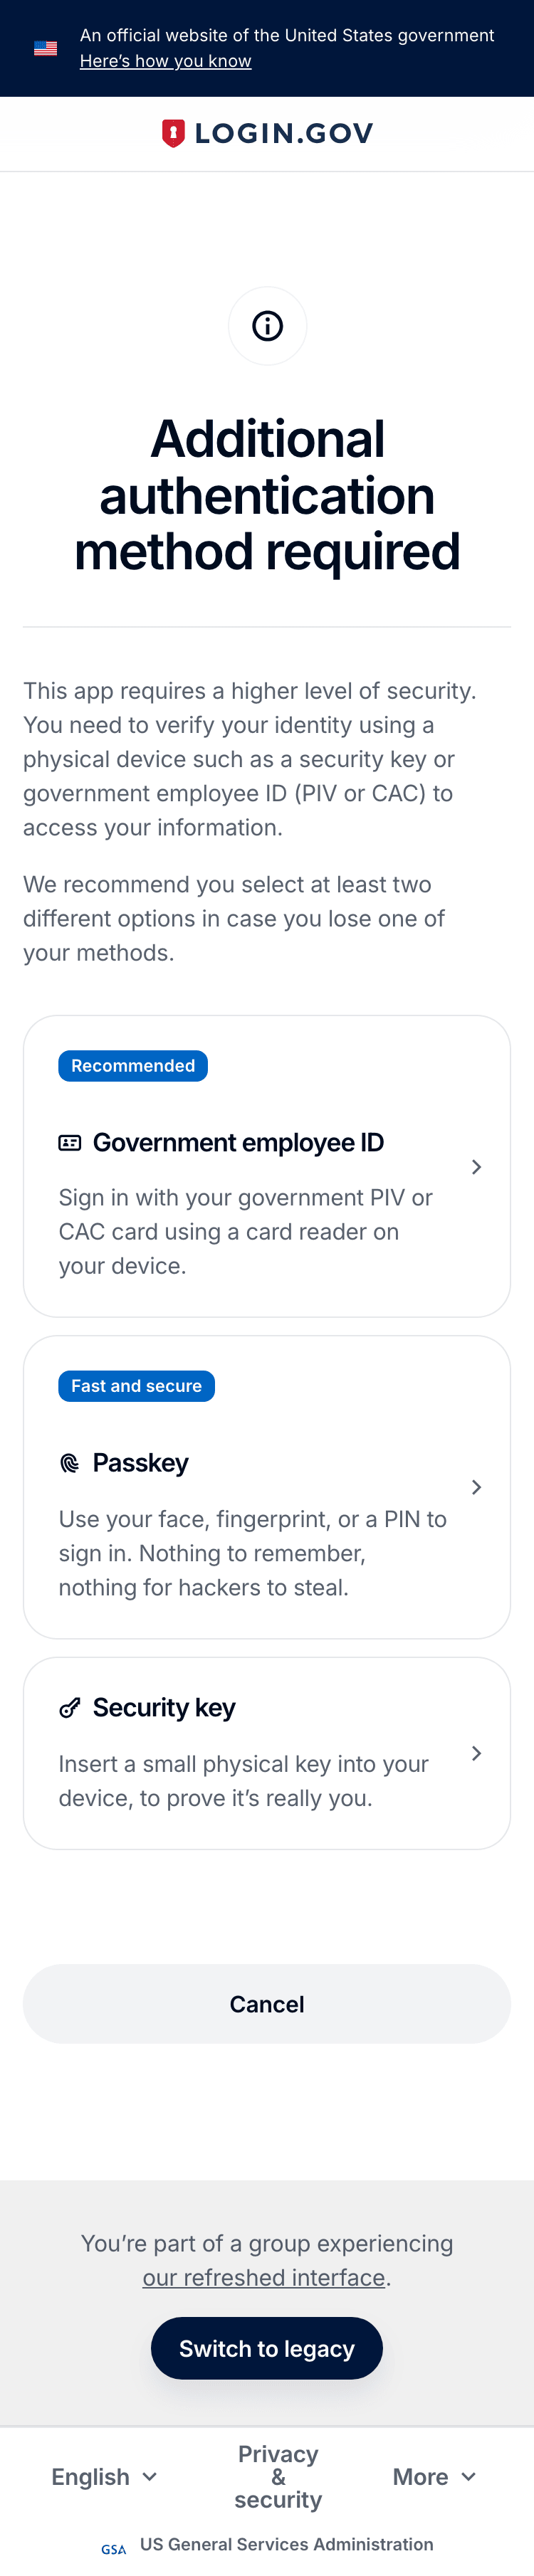 An official website of the United States government
Here’s how you know
LOGIN.GOV
Additional
authentication
method required
This app requires a higher level of security.
You need to verify your identity using a
physical device such as a security key or
government employee ID (PIV or CAC) to
access your information.
We recommend you select at least two
different options in case you lose one of
your methods.
Recommended
Government employee ID
Sign in with your government PIV or
CAC card using a card reader on
your device.
Fast and secure
Passkey
Use your face, fingerprint, or a PIN to
sign in. Nothing to remember,
nothing for hackers to steal.
Security key
Insert a small physical key into your
device, to prove it’s really you.
Cancel
You’re part of a group experiencing
our refreshed interface.
Switch to legacy
English
Privacy
&
security
More
GSA US General Services Administration